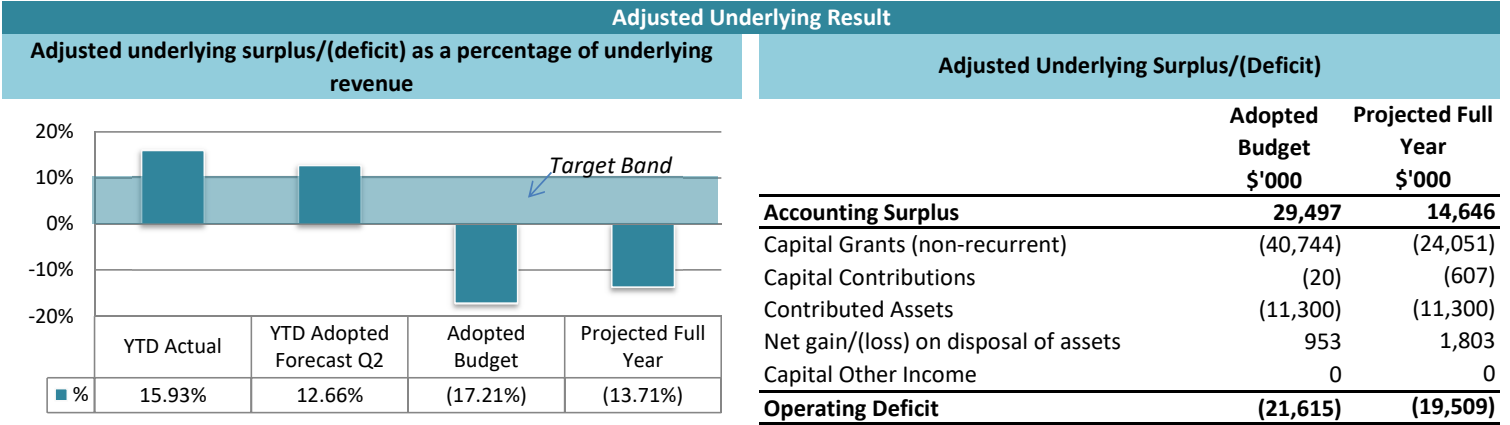 Adjusted Underlying Result
Adjusted underlying surplus/(deficit) as a percentage of underlying
revenue
20%
10%
0%
-10%
-20%
Target Band
YTD Actual
YTD Adopted
Forecast Q2
Adopted
Budget
Projected Full
Year
% 15.93% 12.66% (17.21%) (13.71%)
Adjusted Underlying Surplus/(Deficit)
Adopted
Budget
$'000
Projected Full
Year
$'000
Accounting Surplus 29,497 14,646
Capital Grants (non-recurrent) (40,744) (24,051)
Capital Contributions (20) (607)
Contributed Assets (11,300) (11,300)
Net gain/(loss) on disposal of assets 953 1,803
Capital Other Income 0 0
Operating Deficit (21,615) (19,509)